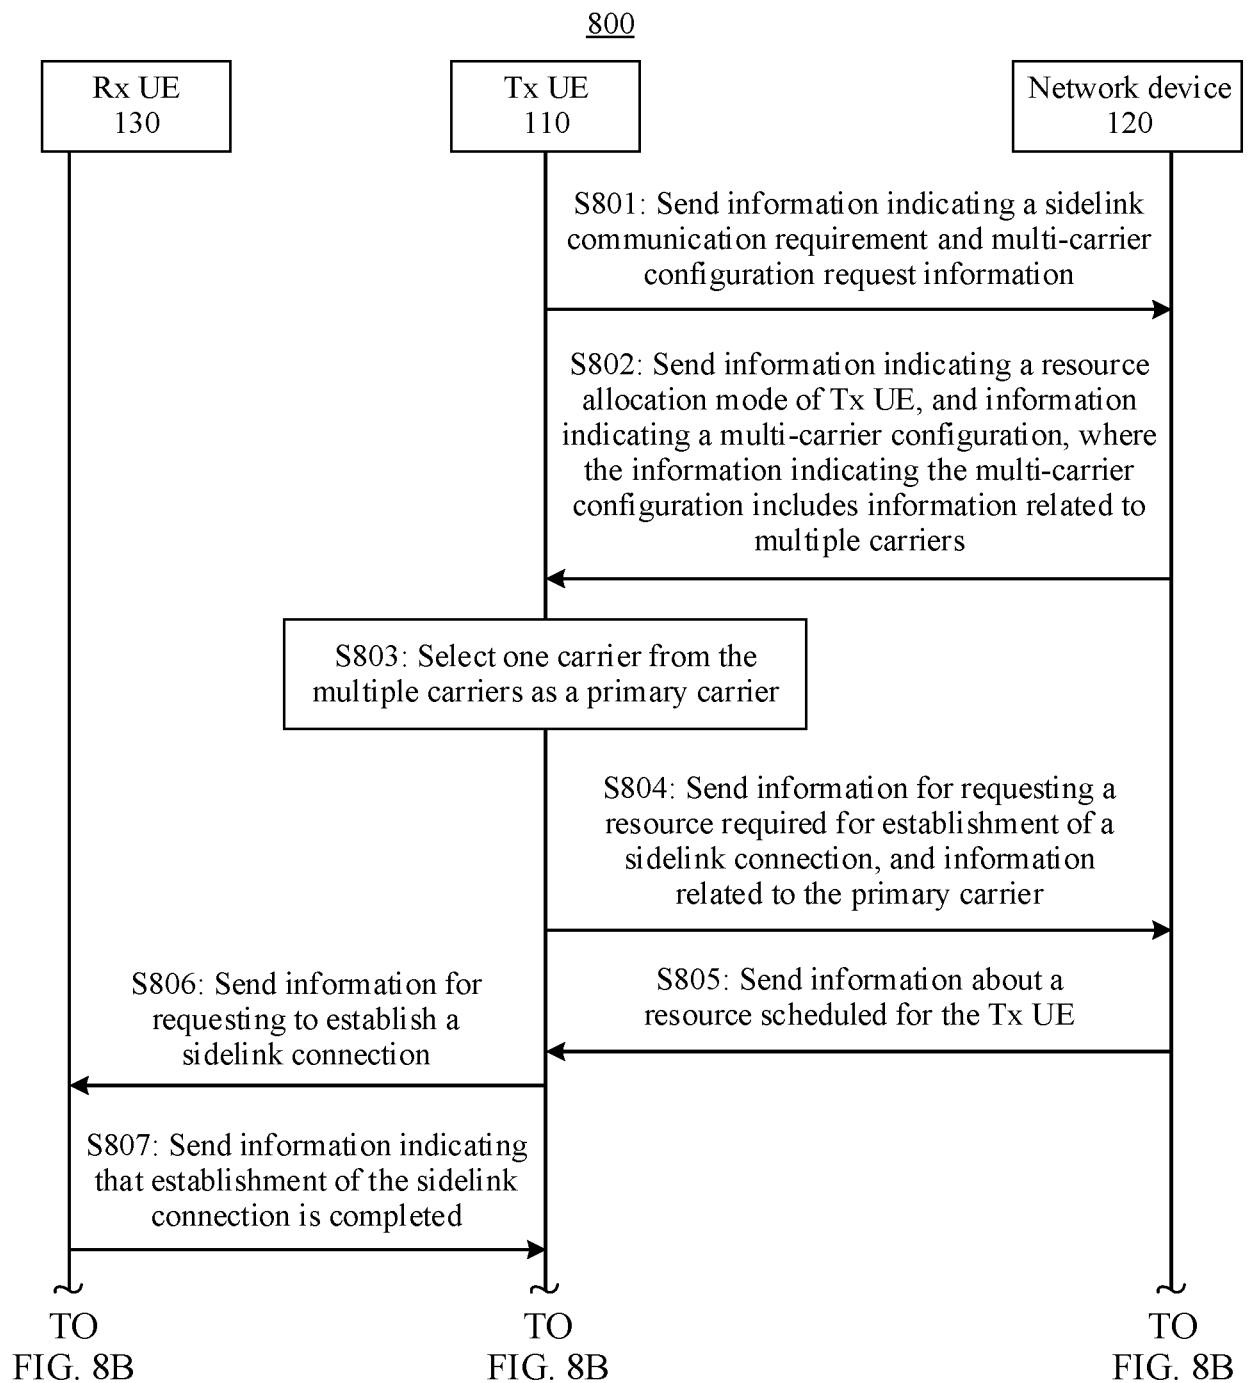 800
Rx UE
130
Tx UE
110
Network device
120
S801: Send information indicating a sidelink
communication requirement and multi-carrier
configuration request information
S802: Send information indicating a resource
allocation mode of Tx UE, and information
indicating a multi-carrier configuration, where
the information indicating the multi-carrier
configuration includes information related to
multiple carriers
S803: Select one carrier from the
multiple carriers as a primary carrier
S804: Send information for requesting a
resource required for establishment of a
sidelink connection, and information
related to the primary carrier
S805: Send information about a
resource scheduled for the Tx UE
S806: Send information for
requesting to establish a
sidelink connection
S807: Send information indicating
that establishment of the sidelink
connection is completed
TO
FIG. 8B
TO
FIG. 8B
TO
FIG. 8B